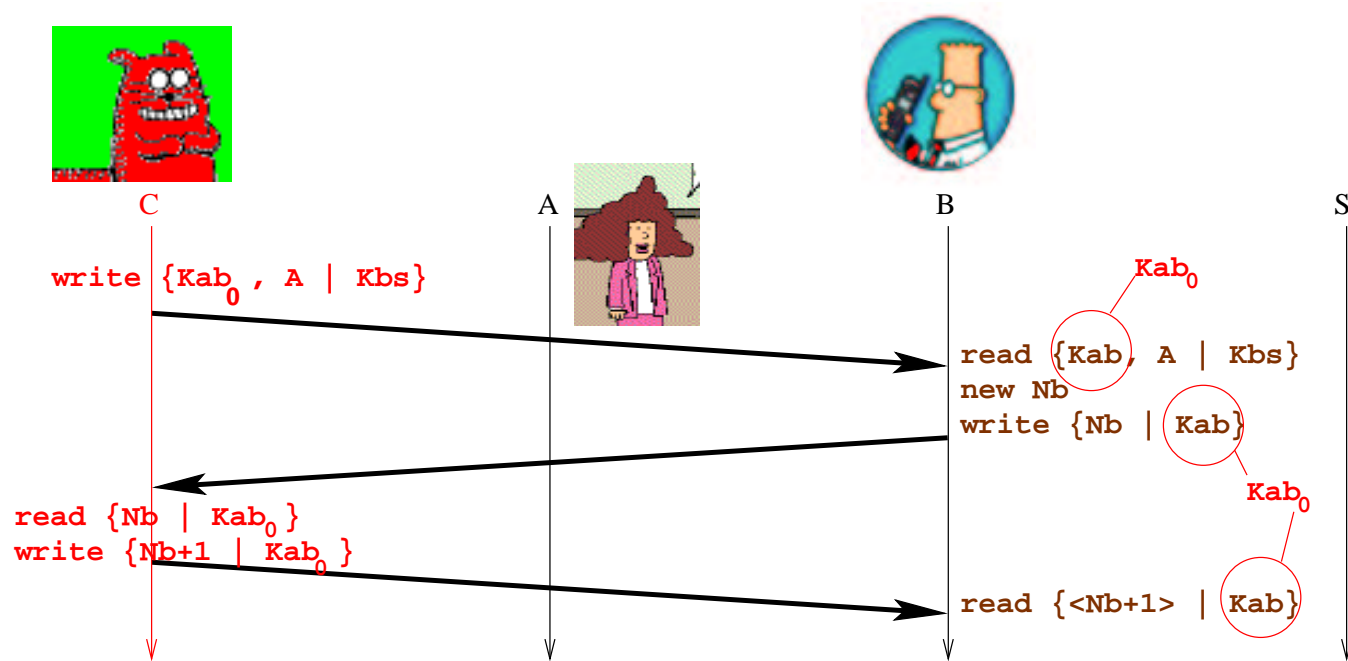 C A B S
write {Kab₀ , A | Kbs}
Kab₀
read {Kab, A | Kbs}
new Nb
write {Nb | Kab}
Kab₀
read {Nb | Kab₀ }
write {Nb+1 | Kab₀ }
read {<Nb+1> | Kab}